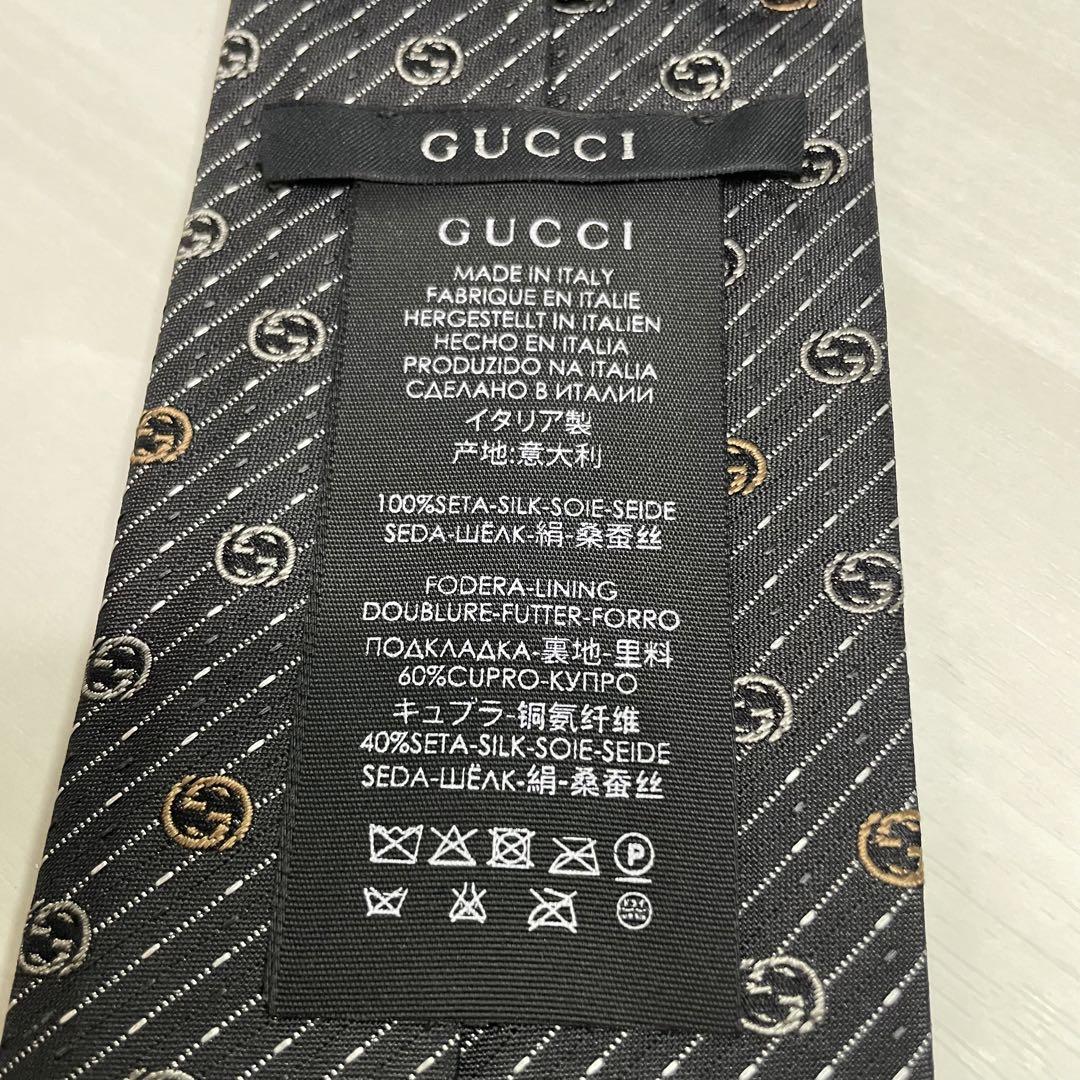 GUCCI
GUCCI
MADE IN ITALY
FABRIQUE EN ITALIE
HERGESTELLT IN ITALIEN
HECHO EN ITALIA
PRODUZIDO NA ITALIA
СДЕЛАНО В ИТАЛИИ
イタリア製
产地:意大利
100%SETA-SILK-SOIE-SEIDE
SEDA-ШЁЛК-絹-桑蚕丝
FODERA-LINING
DOUBLURE-FUTTER-FORRO
ПОДКЛАДКА-裏地-里料
60%CUPRO-КУПРО
キュプラ-铜氨纤维
40%SETA-SILK-SOIE-SEIDE
SEDA-ШЁЛК-絹-桑蚕丝
P